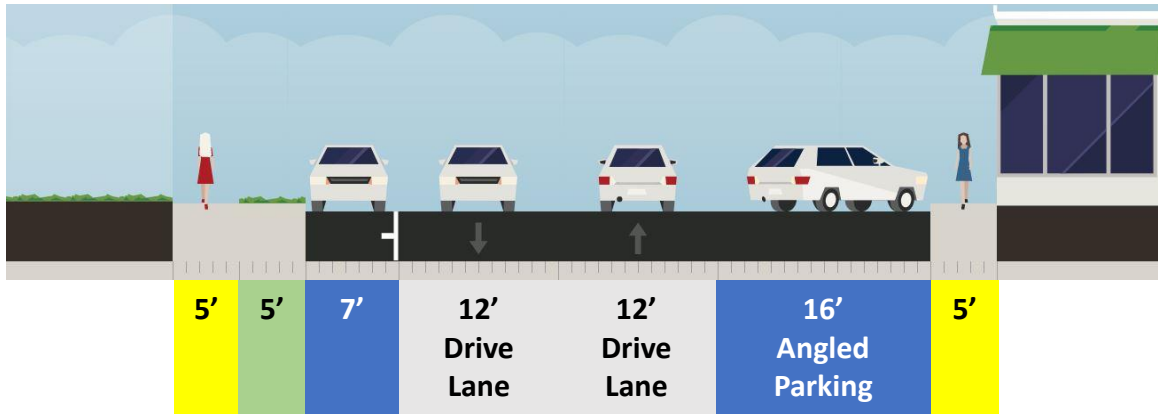 5’ 5’ 7’ 12’ 12’ 16’ 5’
Drive Drive Angled
Lane Lane Parking